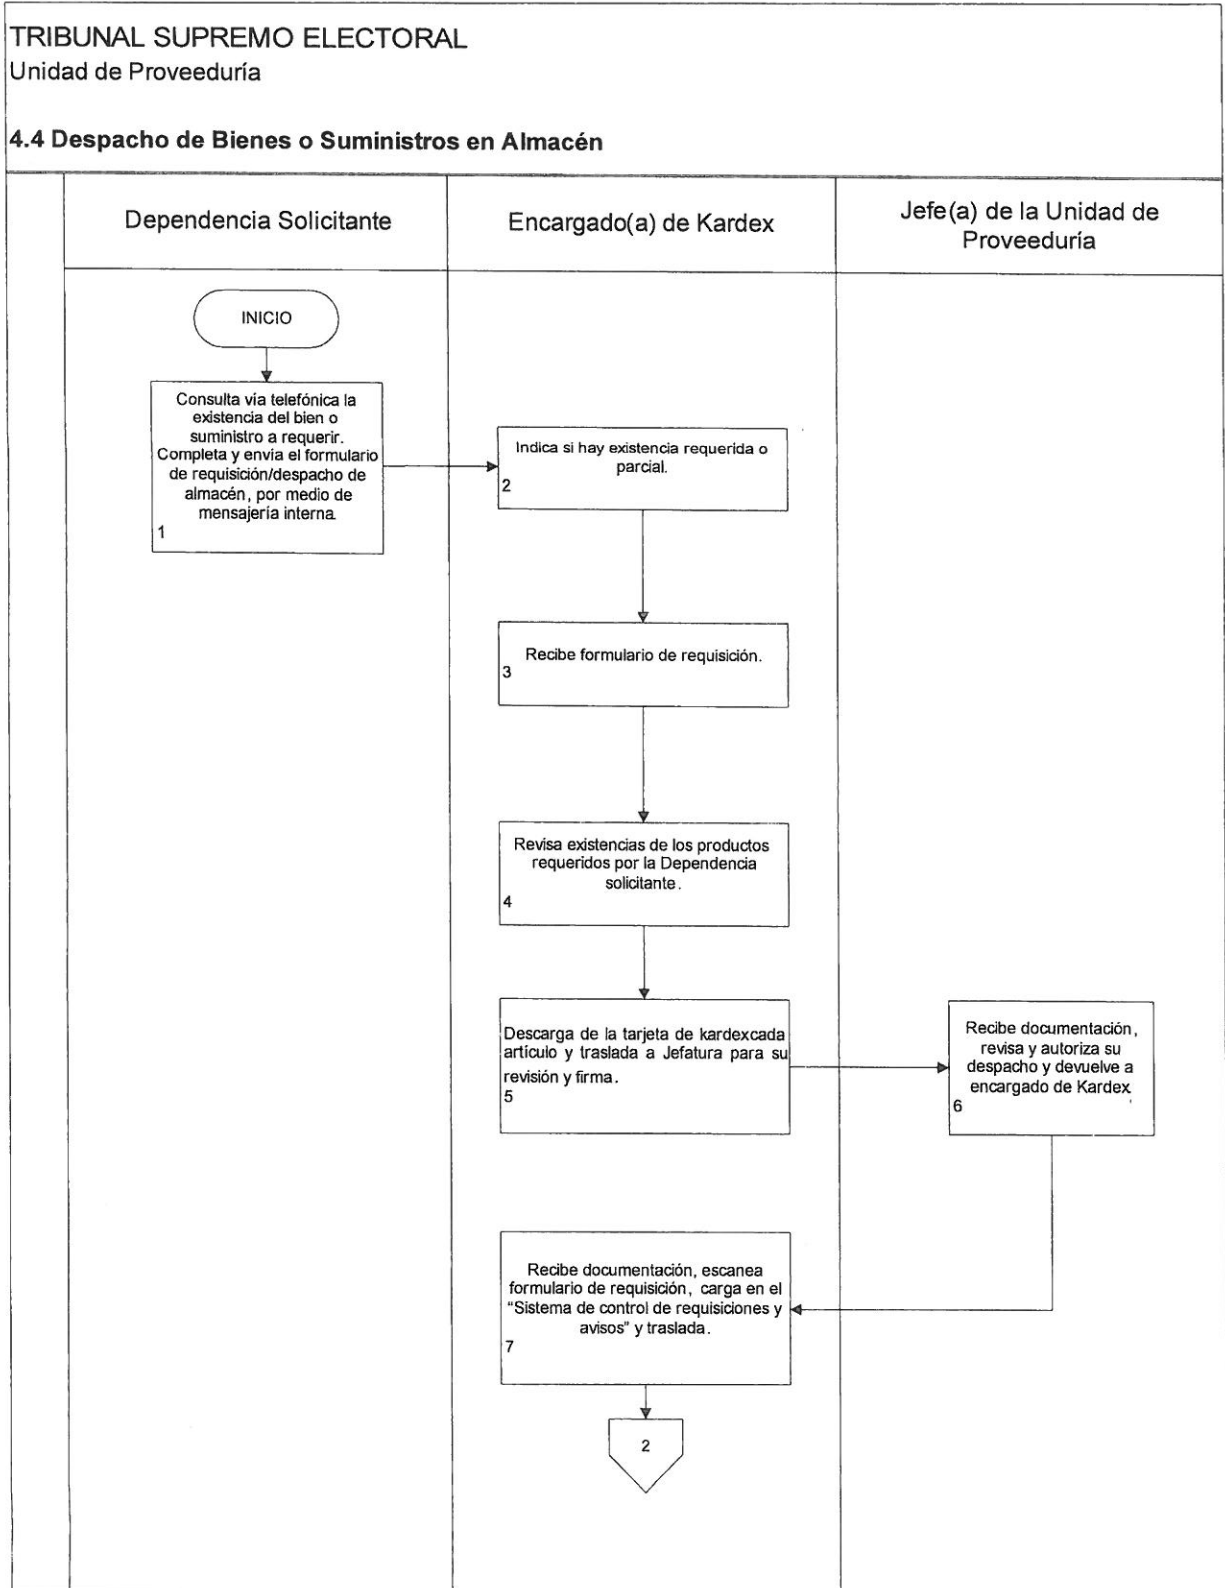 TRIBUNAL SUPREMO ELECTORAL
Unidad de Proveeduría
4.4 Despacho de Bienes o Suministros en Almacén
Dependencia Solicitante
Encargado(a) de Kardex
Jefe(a) de la Unidad de
Proveeduría
INICIO
Consulta vía telefónica la
existencia del bien o
suministro a requerir.
Completa y envía el formulario
de requisición/despacho de
almacén, por medio de
mensajería interna
1
Indica si hay existencia requerida o
parcial.
2
Recibe formulario de requisición.
3
Revisa existencias de los productos
requeridos por la Dependencia
solicitante.
4
Descarga de la tarjeta de kardexcada
artículo y traslada a Jefatura para su
revisión y firma.
5
Recibe documentación,
revisa y autoriza su
despacho y devuelve a
encargado de Kardex
6
Recibe documentación, escanea
formulario de requisición, carga en el
“Sistema de control de requisiciones y
avisos” y traslada.
7
2